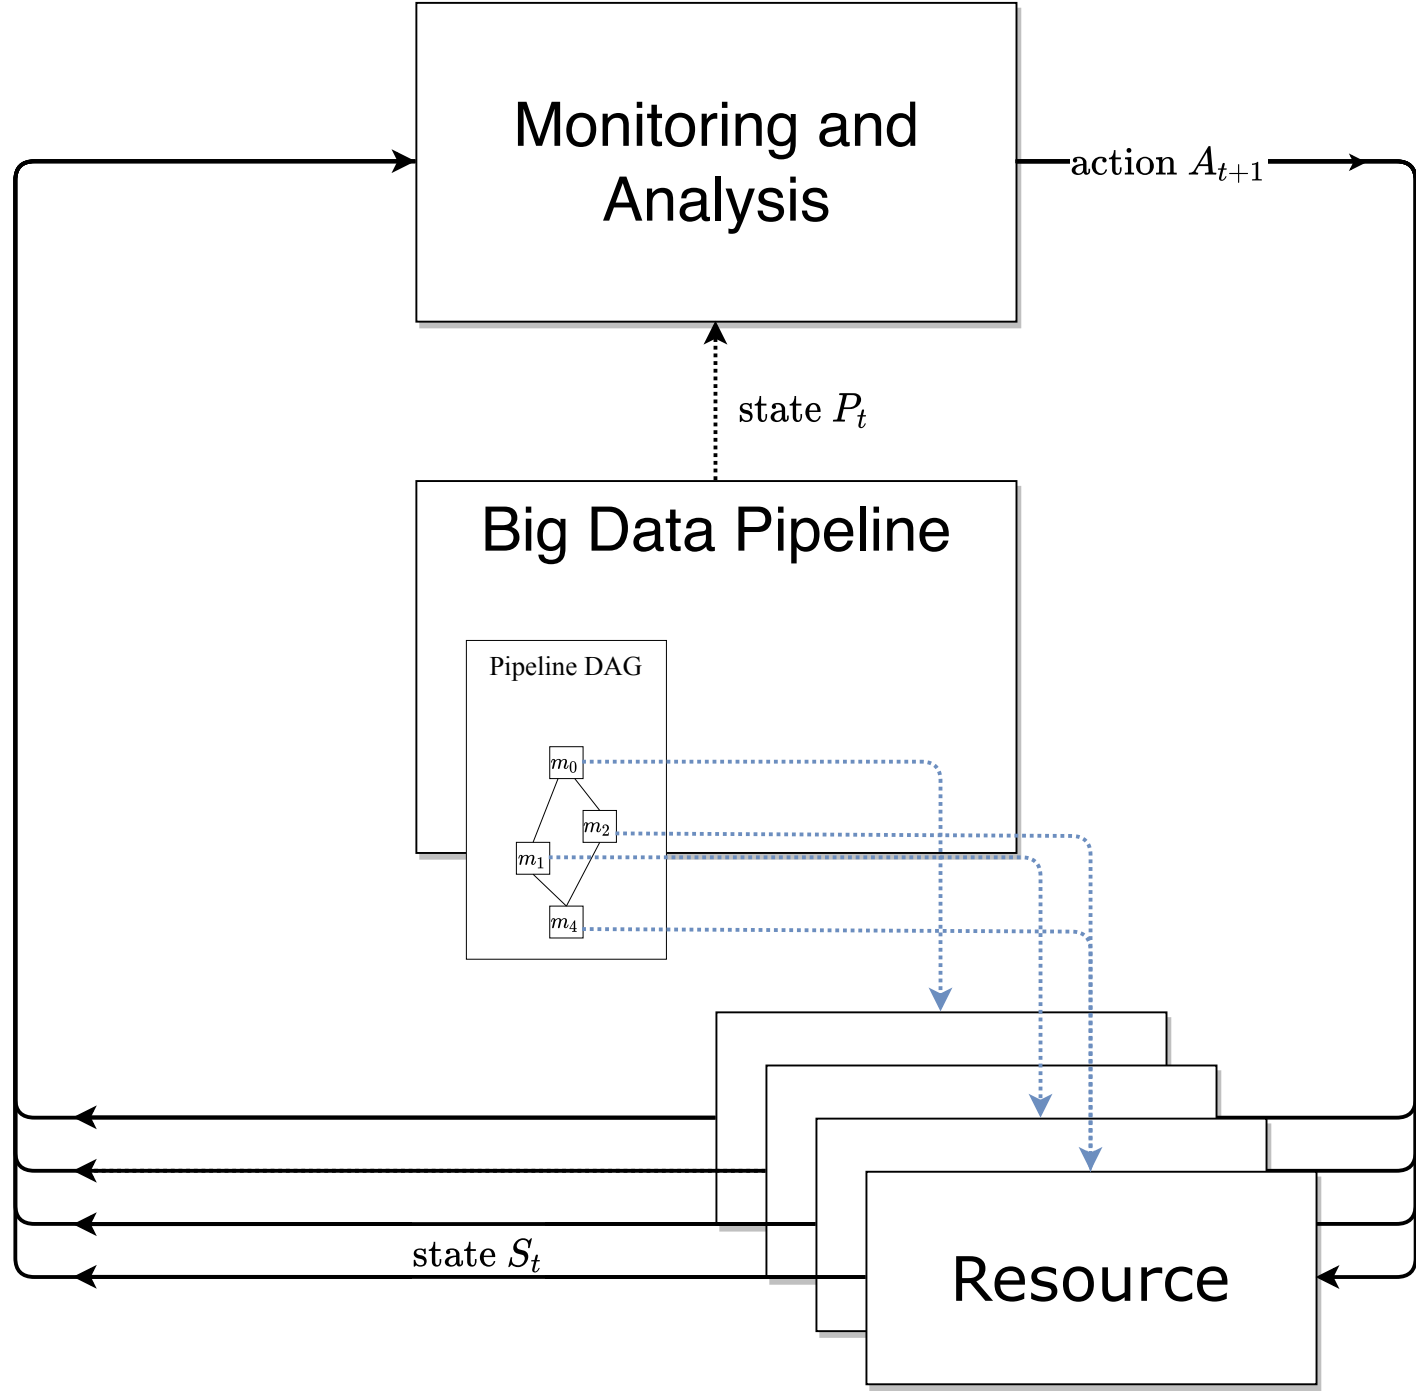 Monitoring and
Analysis
action A_{t+1}
state P_t
Big Data Pipeline
Pipeline DAG
m_0
m_2
m_1
m_4
state S_t
Resource